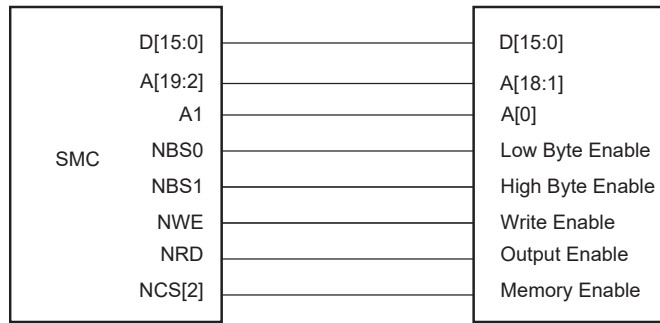 D[15:0] D[15:0]
A[19:2] A[18:1]
A1 A[0]
SMC
NBS0 Low Byte Enable
NBS1 High Byte Enable
NWE Write Enable
NRD Output Enable
NCS[2] Memory Enable